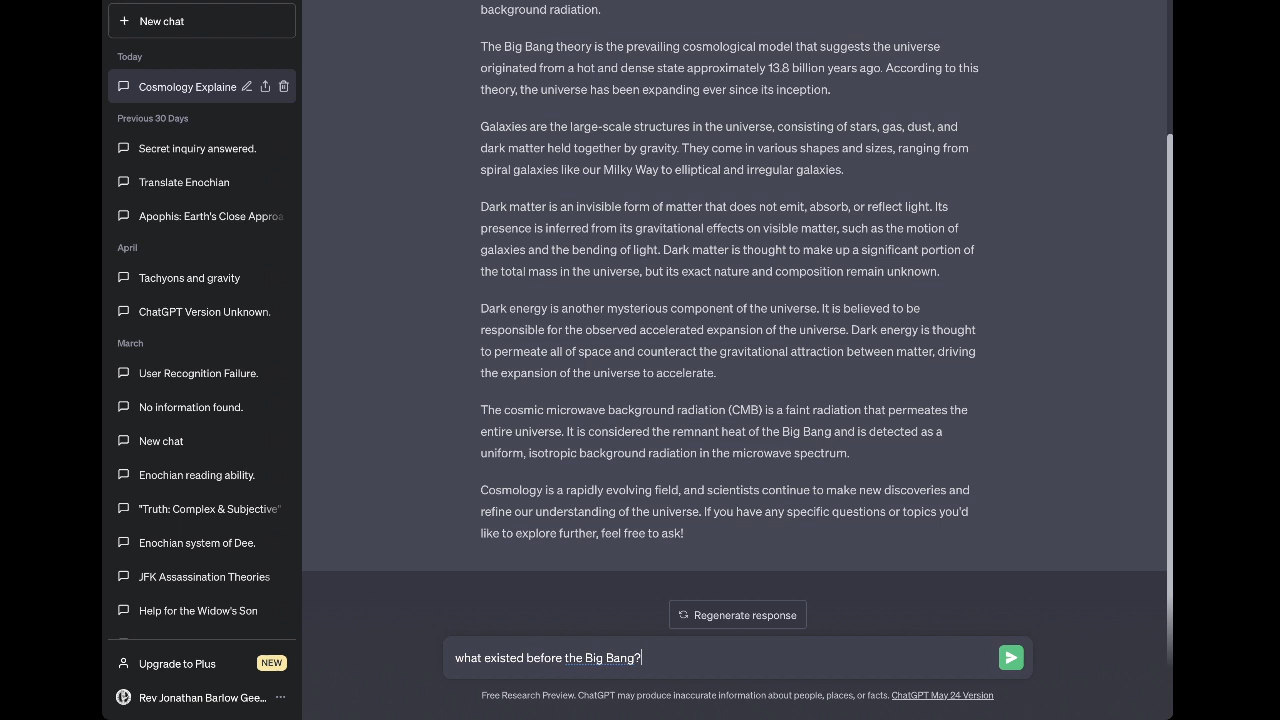 New chat
Today
Cosmology Explaine
Previous 30 Days
Secret inquiry answered.
Translate Enochian
Apophis: Earth's Close Approa
April
Tachyons and gravity
ChatGPT Version Unknown.
March
User Recognition Failure.
No information found.
New chat
Enochian reading ability.
"Truth: Complex & Subjective"
Enochian system of Dee.
JFK Assassination Theories
Help for the Widow's Son
Upgrade to Plus NEW
Rev Jonathan Barlow Gee...
background radiation.
The Big Bang theory is the prevailing cosmological model that suggests the universe
originated from a hot and dense state approximately 13.8 billion years ago. According to this
theory, the universe has been expanding ever since its inception.
Galaxies are the large-scale structures in the universe, consisting of stars, gas, dust, and
dark matter held together by gravity. They come in various shapes and sizes, ranging from
spiral galaxies like our Milky Way to elliptical and irregular galaxies.
Dark matter is an invisible form of matter that does not emit, absorb, or reflect light. Its
presence is inferred from its gravitational effects on visible matter, such as the motion of
galaxies and the bending of light. Dark matter is thought to make up a significant portion of
the total mass in the universe, but its exact nature and composition remain unknown.
Dark energy is another mysterious component of the universe. It is believed to be
responsible for the observed accelerated expansion of the universe. Dark energy is thought
to permeate all of space and counteract the gravitational attraction between matter, driving
the expansion of the universe to accelerate.
The cosmic microwave background radiation (CMB) is a faint radiation that permeates the
entire universe. It is considered the remnant heat of the Big Bang and is detected as a
uniform, isotropic background radiation in the microwave spectrum.
Cosmology is a rapidly evolving field, and scientists continue to make new discoveries and
refine our understanding of the universe. If you have any specific questions or topics you'd
like to explore further, feel free to ask!
Regenerate response
what existed before the Big Bang?
Free Research Preview. ChatGPT may produce inaccurate information about people, places, or facts. ChatGPT May 24 Version